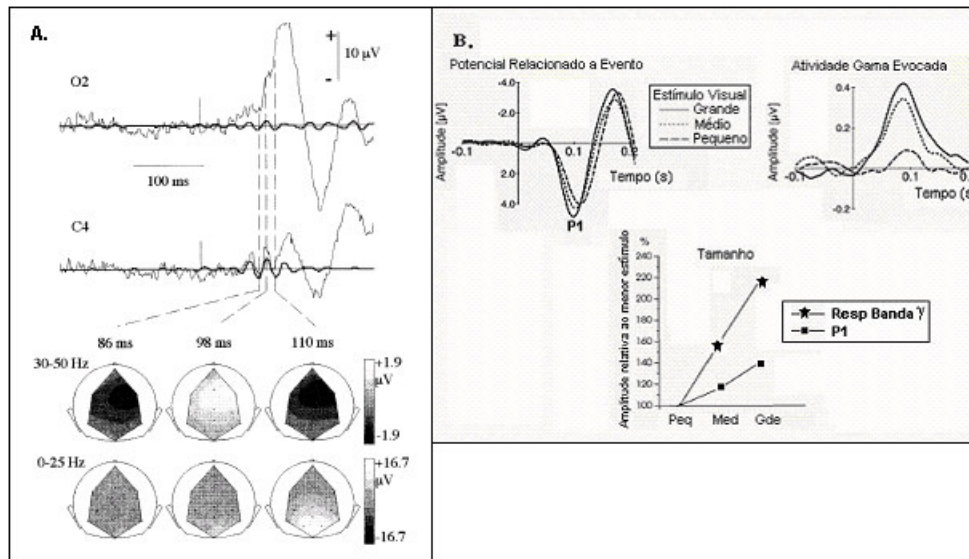 A.
+
10 µV
-
O2
100 ms
C4
86 ms 98 ms 110 ms
30-50 Hz
+1.9
µV
-1.9
0-25 Hz
+16.7
µV
-16.7
B.
Potencial Relacionado a Evento
Amplitude [µV]
-4.0
-2.0
-0.1
0.1
0.2
2.0
4.0
Tempo (s)
P1
Estímulo Visual
Grande
Médio
Pequeno
Atividade Gama Evocada
Amplitude [µV]
0.4
0.2
-0.1
0.1
-0.2
Tempo (s)
Tamanho
Amplitude relativa ao menor estímulo
%
240
220
200
180
160
140
120
100
Peq Med Gde
Resp Banda γ
P1